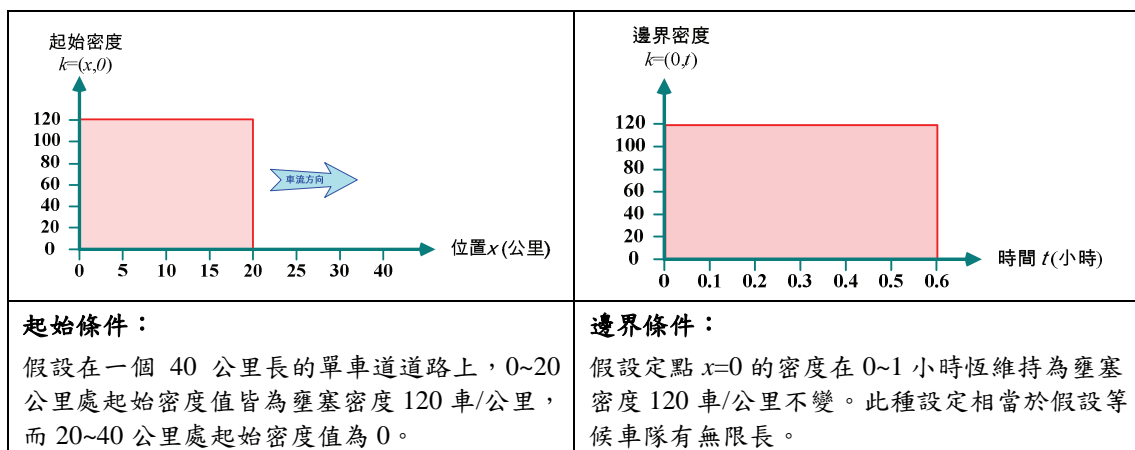 起始密度
k=(x,0)
120
100
80
60
40
20
0
車流方向
0 5 10 15 20 25 30 40
位置x(公里)
邊界密度
k=(0,t)
120
100
80
60
40
20
0
0 0.1 0.2 0.3 0.4 0.5 0.6
時間 t(小時)
起始條件：
假設在一個 40 公里長的單車道道路上，0~20
公里處起始密度值皆為壅塞密度 120 車/公里，
而 20~40 公里處起始密度值為 0。
邊界條件：
假設定點 x=0 的密度在 0~1 小時恆維持為壅塞
密度 120 車/公里不變。此種設定相當於假設等
候車隊有無限長。